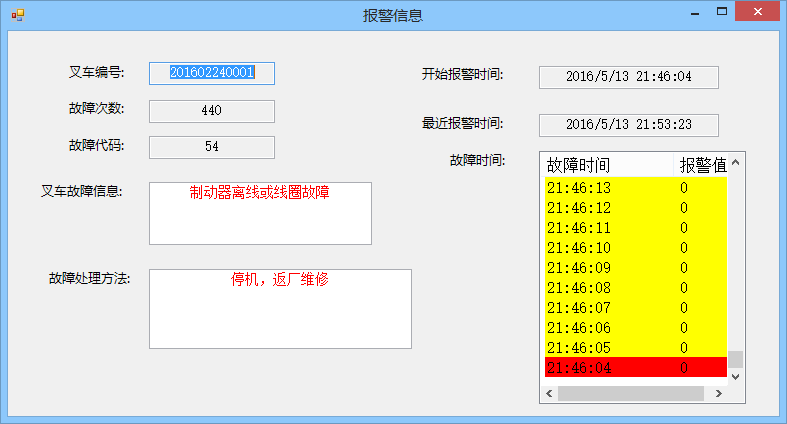 报警信息
叉车编号: 201602240001
故障次数: 440
故障代码: 54
叉车故障信息: 制动器离线或线圈故障
故障处理方法: 停机，返厂维修
开始报警时间: 2016/5/13 21:46:04
最近报警时间: 2016/5/13 21:53:23
故障时间:
故障时间 报警值
21:46:13 0
21:46:12 0
21:46:11 0
21:46:10 0
21:46:09 0
21:46:08 0
21:46:07 0
21:46:06 0
21:46:05 0
21:46:04 0